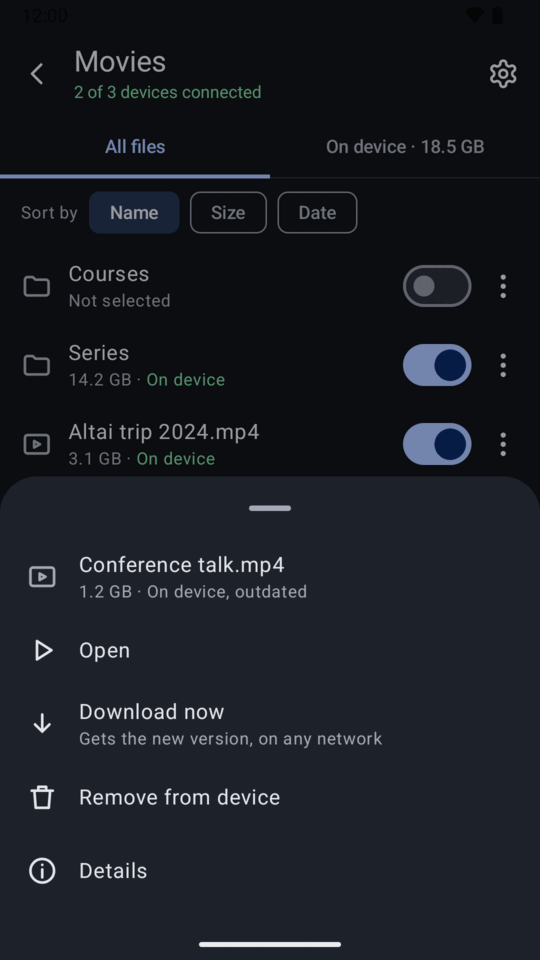 12:00
Movies
2 of 3 devices connected
All files
On device · 18.5 GB
Sort by
Name
Size
Date
Courses
Not selected
Series
14.2 GB · On device
Altai trip 2024.mp4
3.1 GB · On device
Conference talk.mp4
1.2 GB · On device, outdated
Open
Download now
Gets the new version, on any network
Remove from device
Details